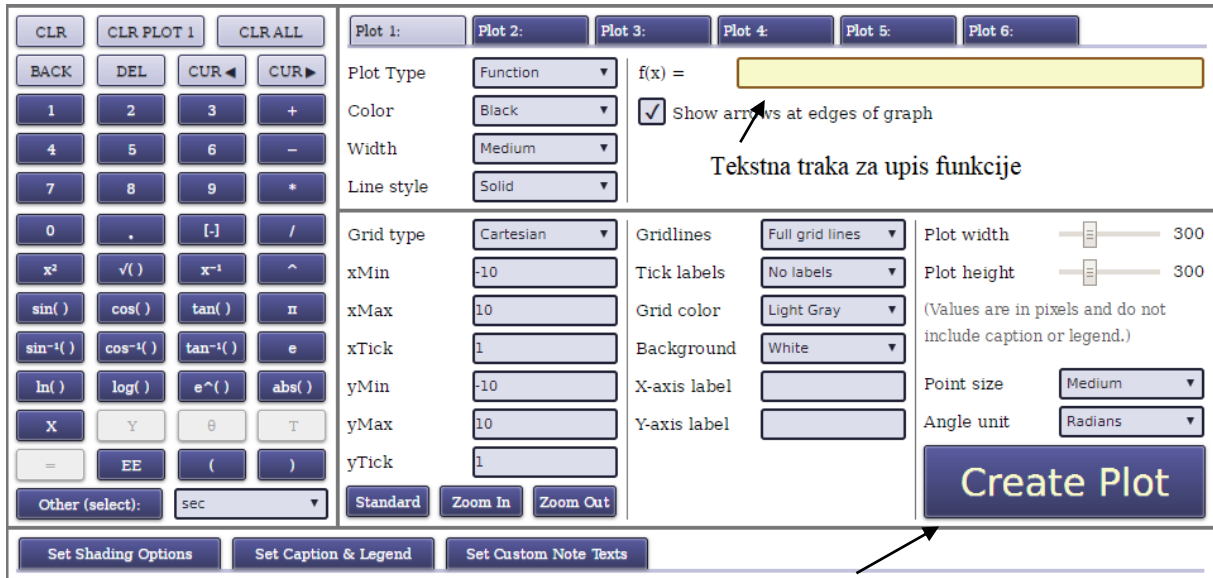 CLR CLR PLOT 1 CLR ALL
BACK DEL CUR◄ CUR►
1 2 3 +
4 5 6 −
7 8 9 *
0 . [-] /
x² √( ) x⁻¹ ^
sin( ) cos( ) tan( ) π
sin⁻¹( ) cos⁻¹( ) tan⁻¹( ) e
ln( ) log( ) e^( ) abs( )
X Y θ T
= EE ( )
Other (select): sec
Plot 1: Plot 2: Plot 3: Plot 4: Plot 5: Plot 6:
Plot Type Function
Color Black
Width Medium
Line style Solid
f(x) =
Show arrows at edges of graph
Tekstna traka za upis funkcije
Grid type Cartesian
xMin -10
xMax 10
xTick 1
yMin -10
yMax 10
yTick 1
Standard Zoom In Zoom Out
Gridlines Full grid lines
Tick labels No labels
Grid color Light Gray
Background White
X-axis label
Y-axis label
Plot width 300
Plot height 300
(Values are in pixels and do not
include caption or legend.)
Point size Medium
Angle unit Radians
Create Plot
Set Shading Options Set Caption & Legend Set Custom Note Texts